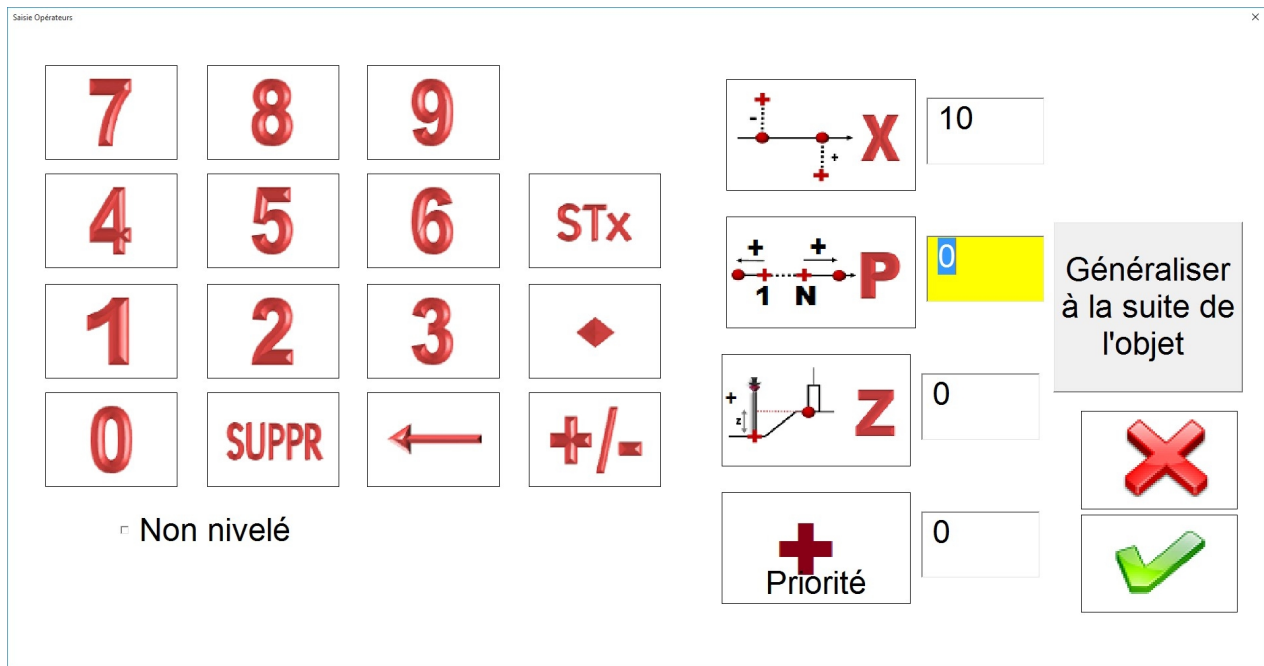 Saisie Opérateurs
7 8 9
- + X 10
4 5 6 STx
+ + 1 N P 0
Généraliser
à la suite de
l'objet
1 2 3
+ z Z 0
0 SUPPR +/-
Non nivelé
Priorité 0